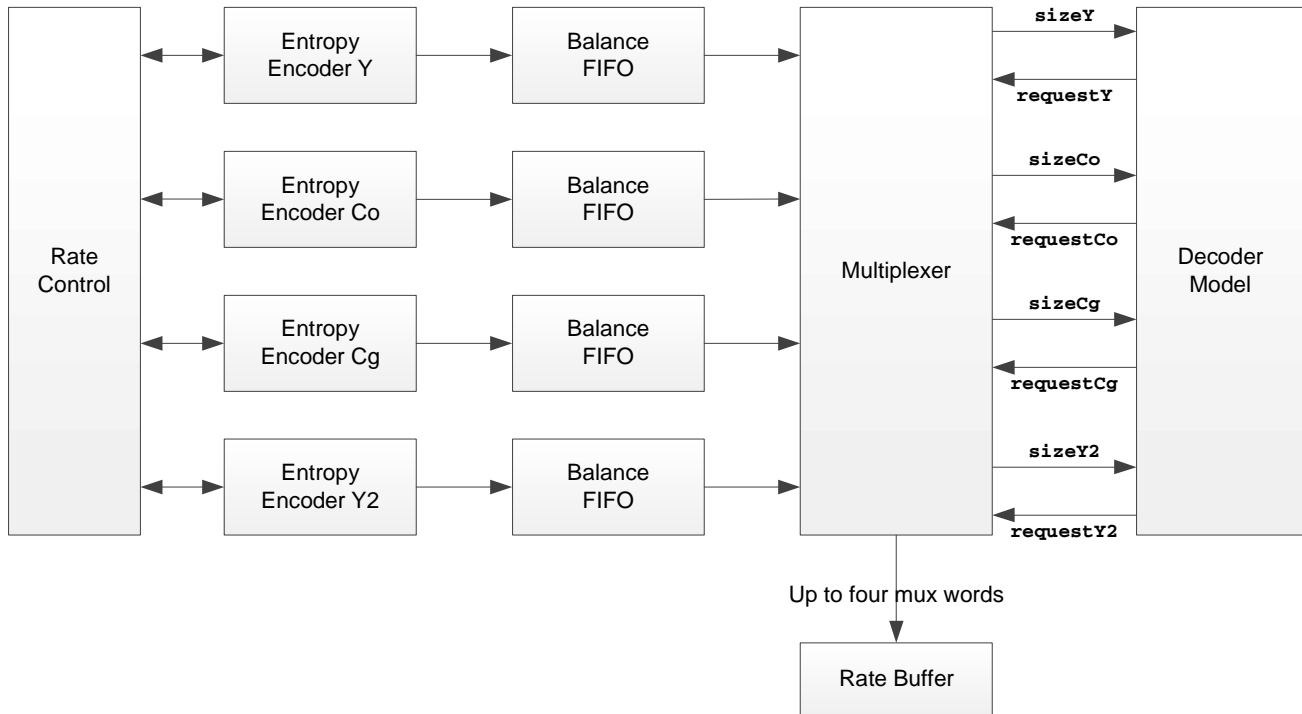 Rate
Control
Entropy
Encoder Y
Balance
FIFO
Entropy
Encoder Co
Balance
FIFO
Entropy
Encoder Cg
Balance
FIFO
Entropy
Encoder Y2
Balance
FIFO
Multiplexer
sizeY
requestY
sizeCo
requestCo
sizeCg
requestCg
sizeY2
requestY2
Decoder
Model
Up to four mux words
Rate Buffer